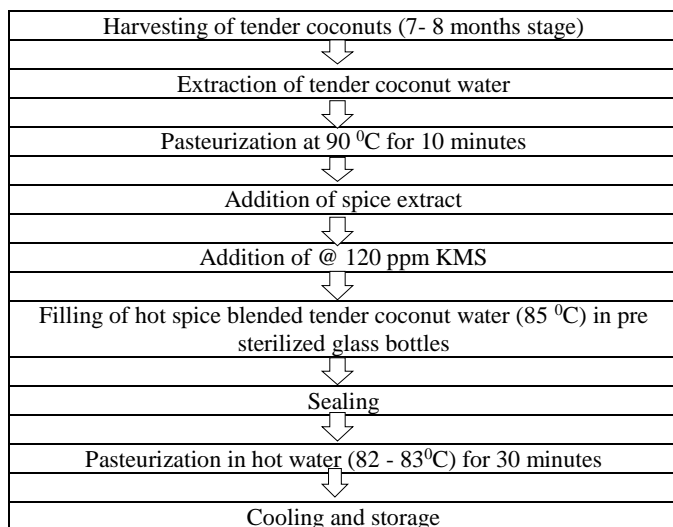 Harvesting of tender coconuts (7- 8 months stage)
Extraction of tender coconut water
Pasteurization at 90 ⁰C for 10 minutes
Addition of spice extract
Addition of @ 120 ppm KMS
Filling of hot spice blended tender coconut water (85 ⁰C) in pre
sterilized glass bottles
Sealing
Pasteurization in hot water (82 - 83⁰C) for 30 minutes
Cooling and storage